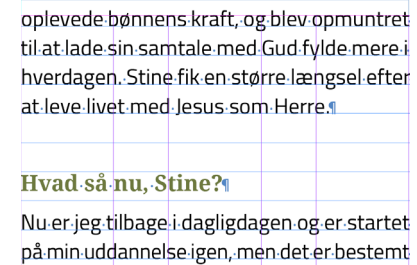 oplevede bønnens kraft, og blev opmuntret
til at lade sin samtale med Gud fylde mere i
hverdagen. Stine fik en større længsel efter
at leve livet med Jesus som Herre.¶
Hvad så nu, Stine?¶
Nu er jeg tilbage i dagligdagen og er startet
på min uddannelse igen, men det er bestemt